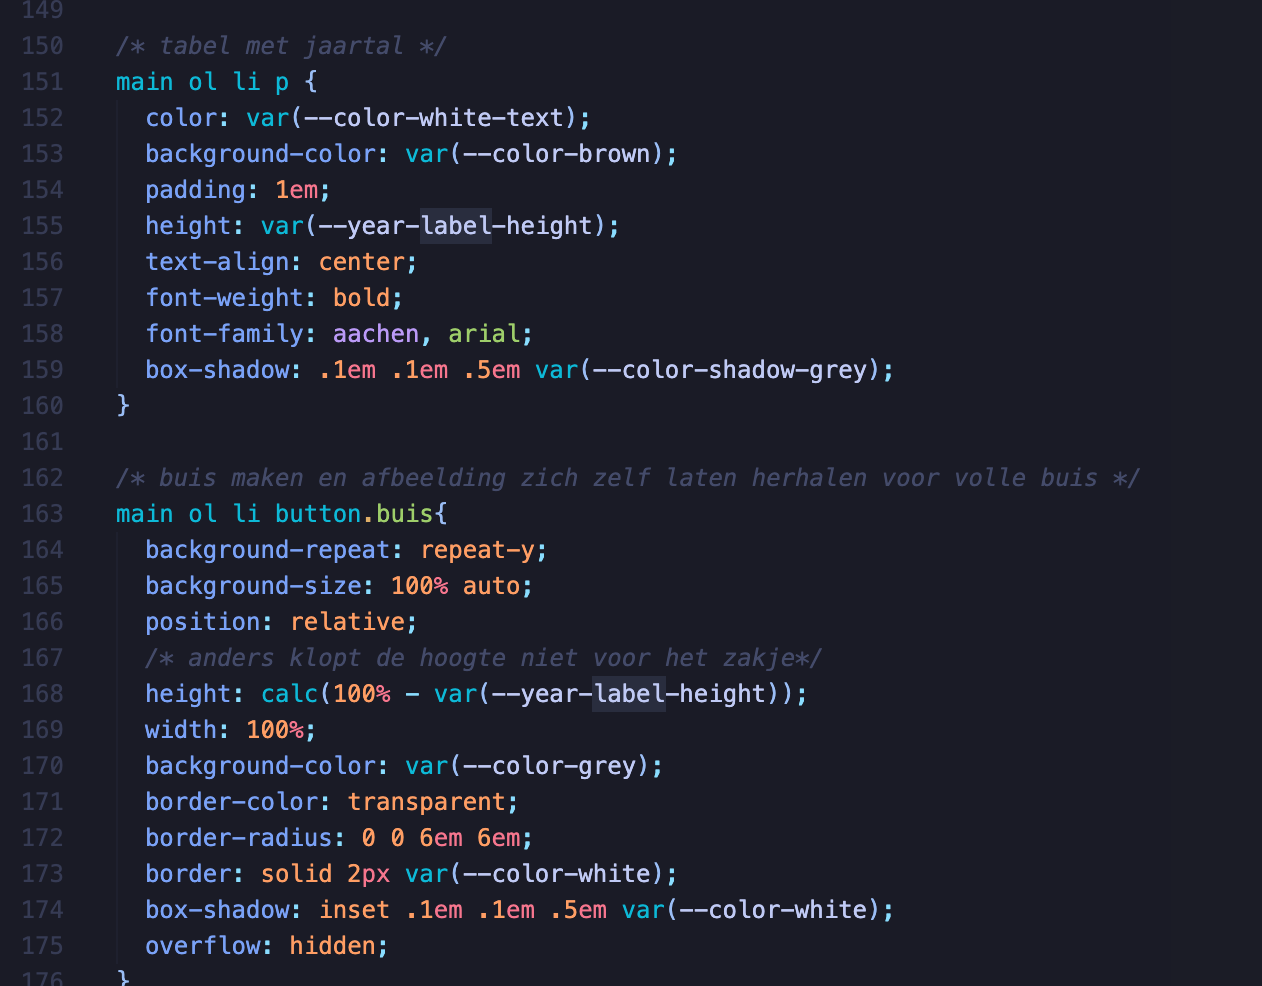 149
150 /* tabel met jaartal */
151 main ol li p {
152 color: var(--color-white-text);
153 background-color: var(--color-brown);
154 padding: 1em;
155 height: var(--year-label-height);
156 text-align: center;
157 font-weight: bold;
158 font-family: aachen, arial;
159 box-shadow: .1em .1em .5em var(--color-shadow-grey);
160 }
161
162 /* buis maken en afbeelding zich zelf laten herhalen voor volle buis */
163 main ol li button.buis{
164 background-repeat: repeat-y;
165 background-size: 100% auto;
166 position: relative;
167 /* anders klopt de hoogte niet voor het zakje*/
168 height: calc(100% - var(--year-label-height));
169 width: 100%;
170 background-color: var(--color-grey);
171 border-color: transparent;
172 border-radius: 0 0 6em 6em;
173 border: solid 2px var(--color-white);
174 box-shadow: inset .1em .1em .5em var(--color-white);
175 overflow: hidden;
176 }